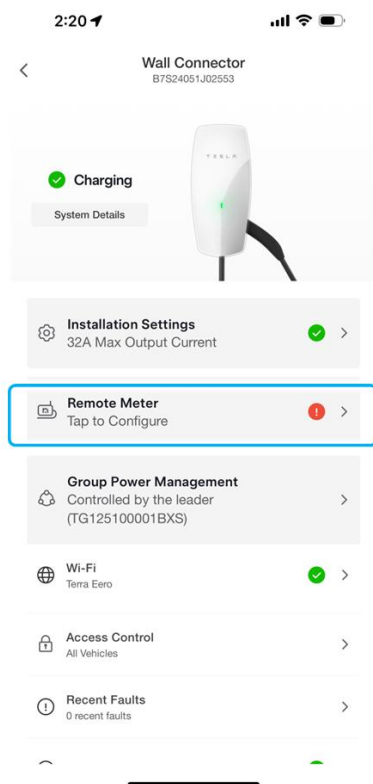 2:20
Wall Connector
B7S24051J02553
TESLA
Charging
System Details
Installation Settings
32A Max Output Current
Remote Meter
Tap to Configure
Group Power Management
Controlled by the leader
(TG125100001BXS)
Wi-Fi
Terra Eero
Access Control
All Vehicles
Recent Faults
0 recent faults